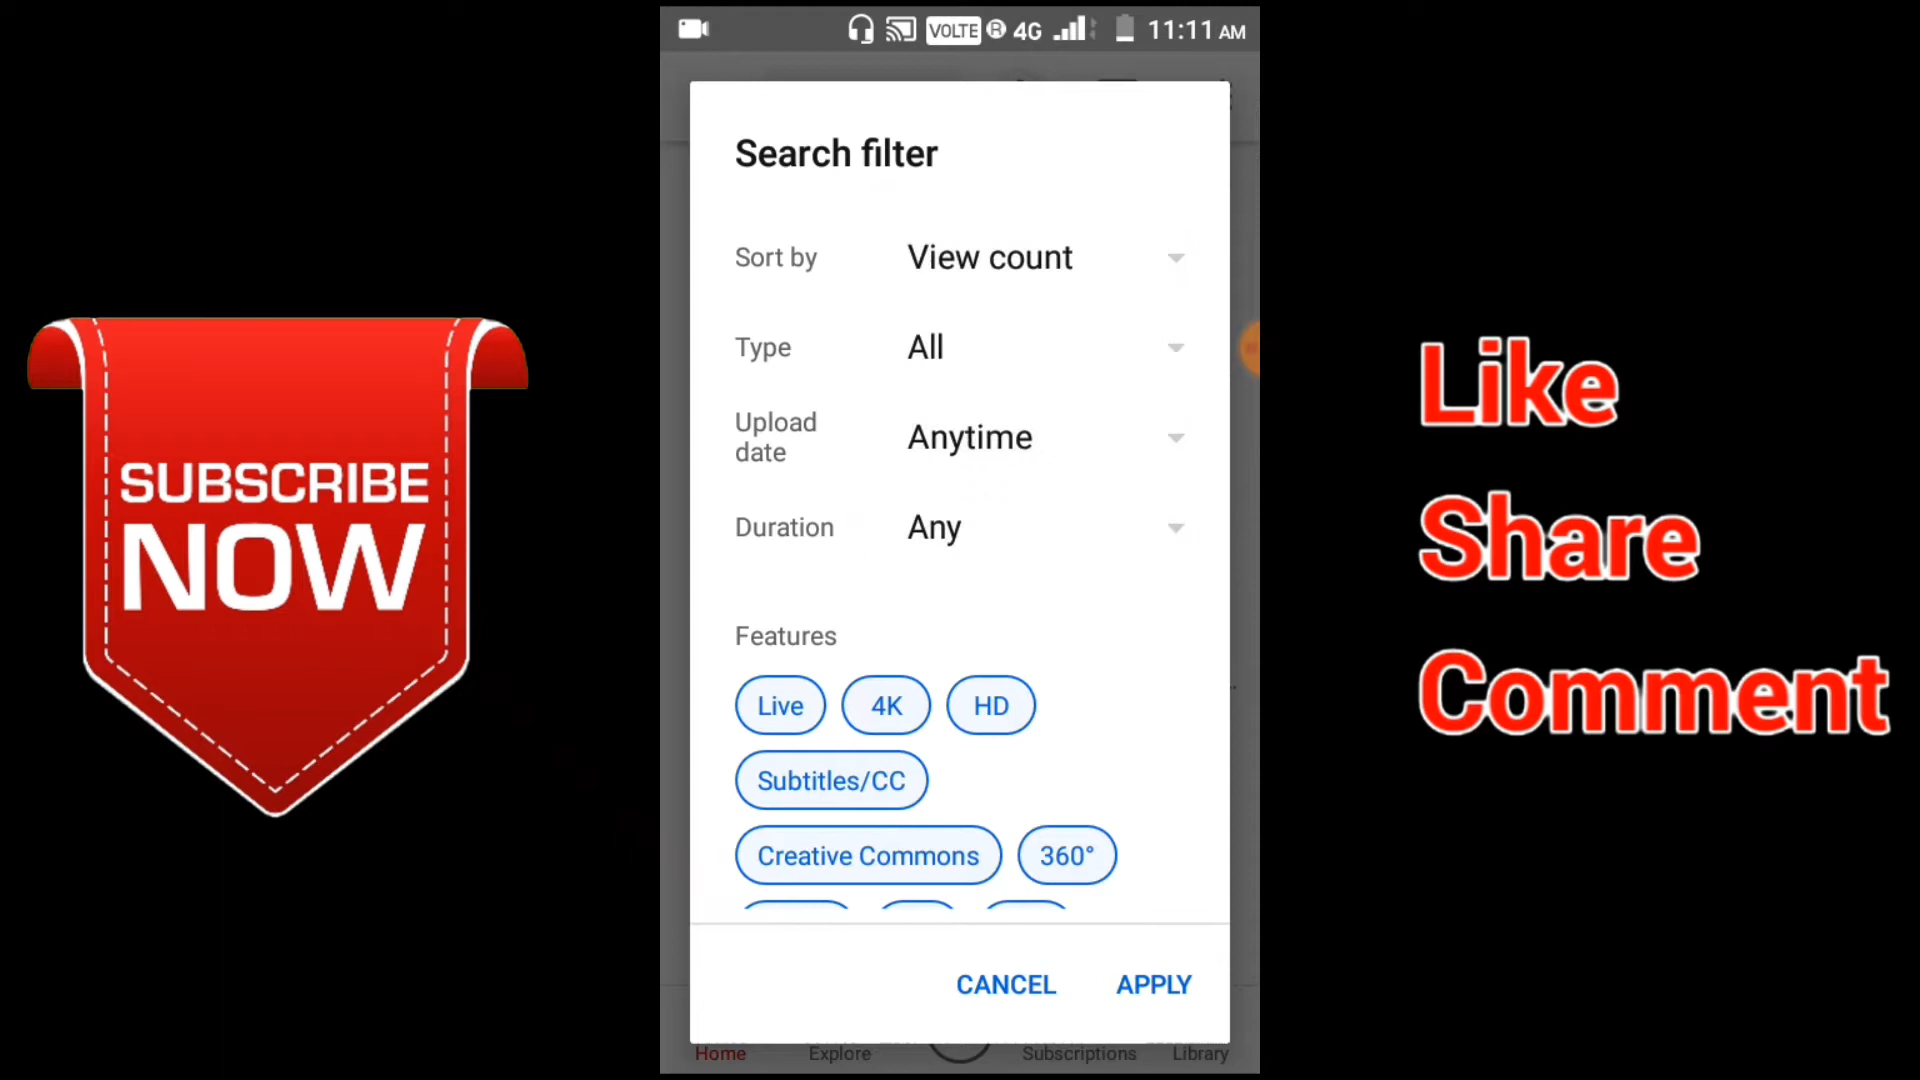 VOLTE R 4G 11:11 AM
Search filter
Sort by View count
Type All
Upload
date
Anytime
Duration Any
Features
Live 4K HD
Subtitles/CC
Creative Commons 360°
CANCEL APPLY
Home Explore Subscriptions Library
SUBSCRIBE
NOW
Like
Share
Comment